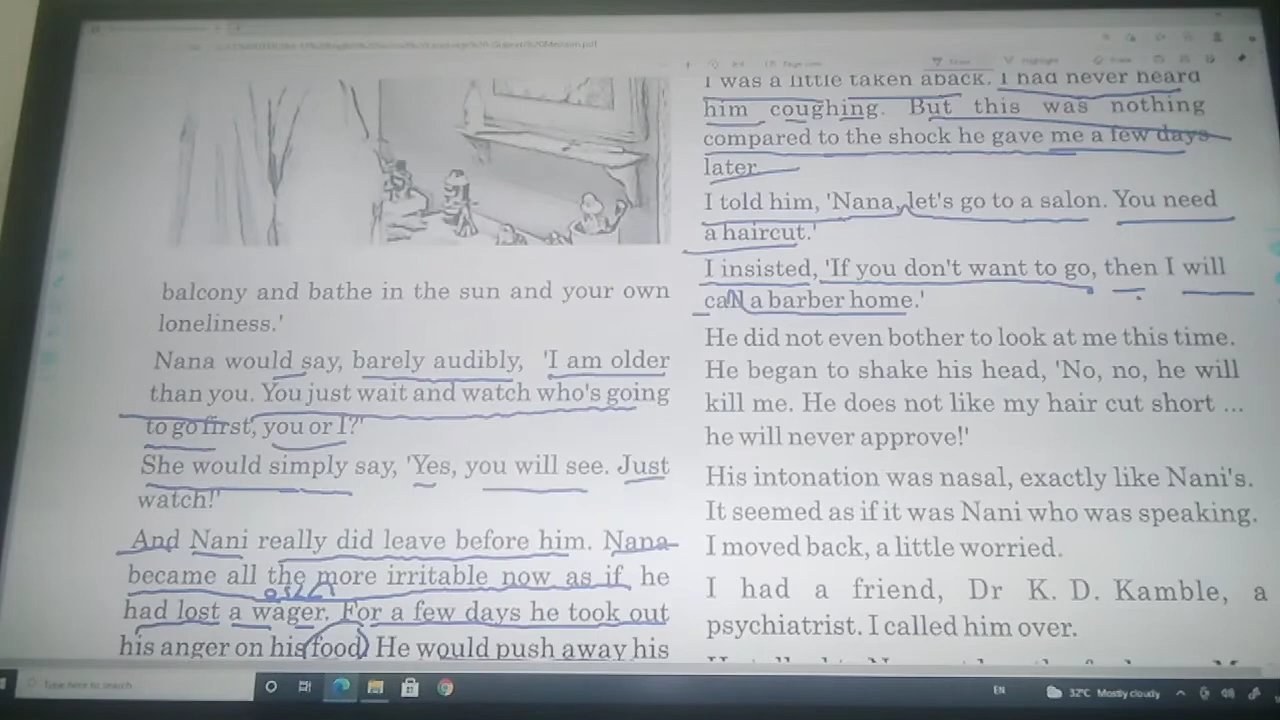 balcony and bathe in the sun and your own
loneliness.'
Nana would say, barely audibly, 'I am older
than you. You just wait and watch who's going
to go first, you or I?'
She would simply say, 'Yes, you will see. Just
watch!'
And Nani really did leave before him. Nana
became all the more irritable now as if he
had lost a wager. For a few days he took out
his anger on his food. He would push away his
I was a little taken aback. I had never heard
him coughing. But this was nothing
compared to the shock he gave me a few days
later.
I told him, 'Nana, let's go to a salon. You need
a haircut.'
I insisted, 'If you don't want to go, then I will
call a barber home.'
He did not even bother to look at me this time.
He began to shake his head, 'No, no, he will
kill me. He does not like my hair cut short ...
he will never approve!'
His intonation was nasal, exactly like Nani's.
It seemed as if it was Nani who was speaking.
I moved back, a little worried.
I had a friend, Dr K. D. Kamble, a
psychiatrist. I called him over.
Type here to search
EN
32°C Mostly cloudy